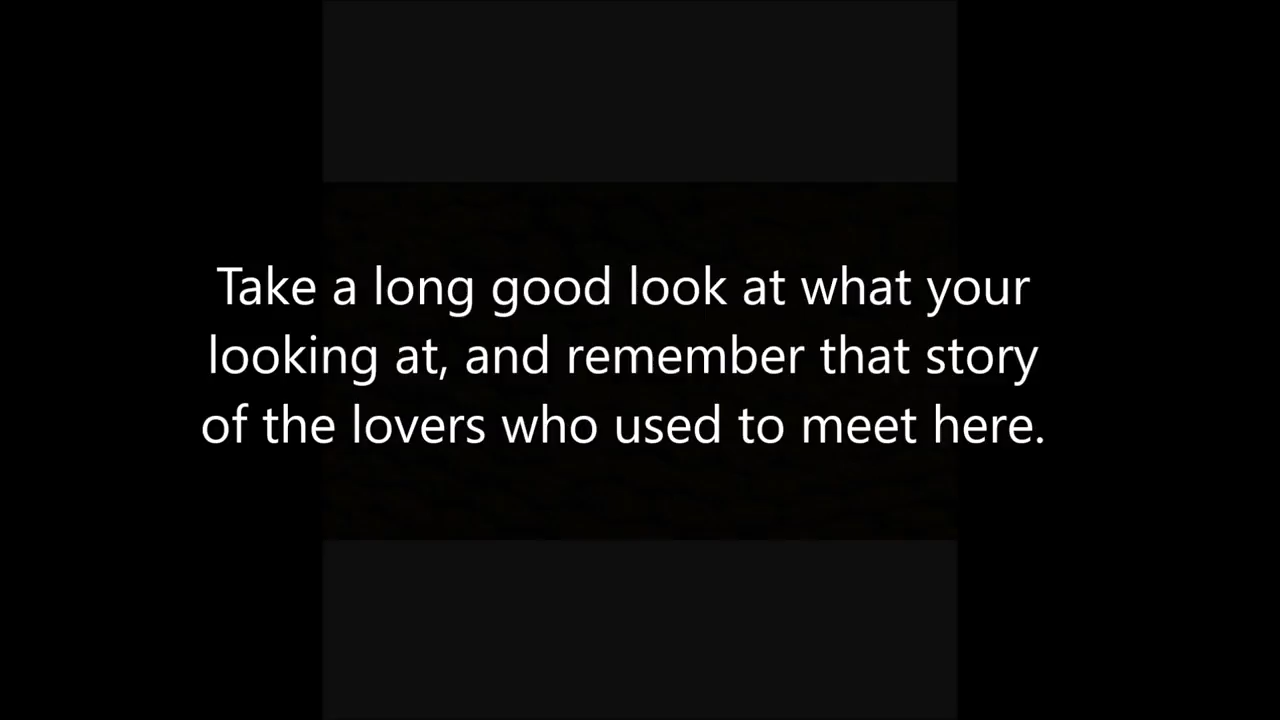 Take a long good look at what your
looking at, and remember that story
of the lovers who used to meet here.